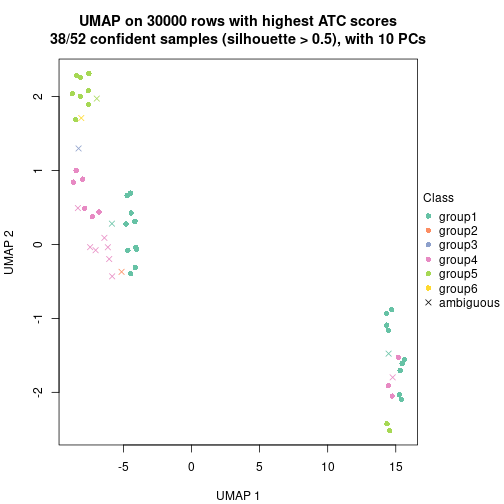 UMAP on 30000 rows with highest ATC scores
38/52 confident samples (silhouette > 0.5), with 10 PCs
2
1
0
-1
-2
UMAP 2
-5
0
5
10
15
UMAP 1
Class
group1
group2
group3
group4
group5
group6
ambiguous